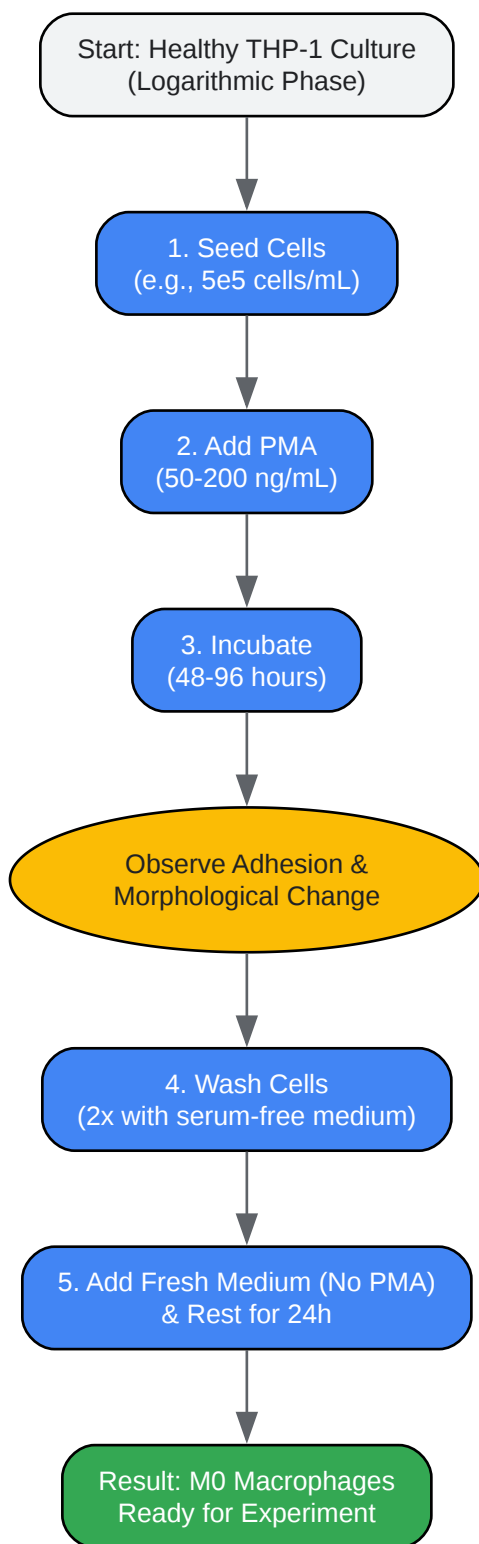 Start: Healthy THP-1 Culture
(Logarithmic Phase)
1. Seed Cells
(e.g., 5e5 cells/mL)
2. Add PMA
(50-200 ng/mL)
3. Incubate
(48-96 hours)
Observe Adhesion &
Morphological Change
4. Wash Cells
(2x with serum-free medium)
5. Add Fresh Medium (No PMA)
& Rest for 24h
Result: M0 Macrophages
Ready for Experiment